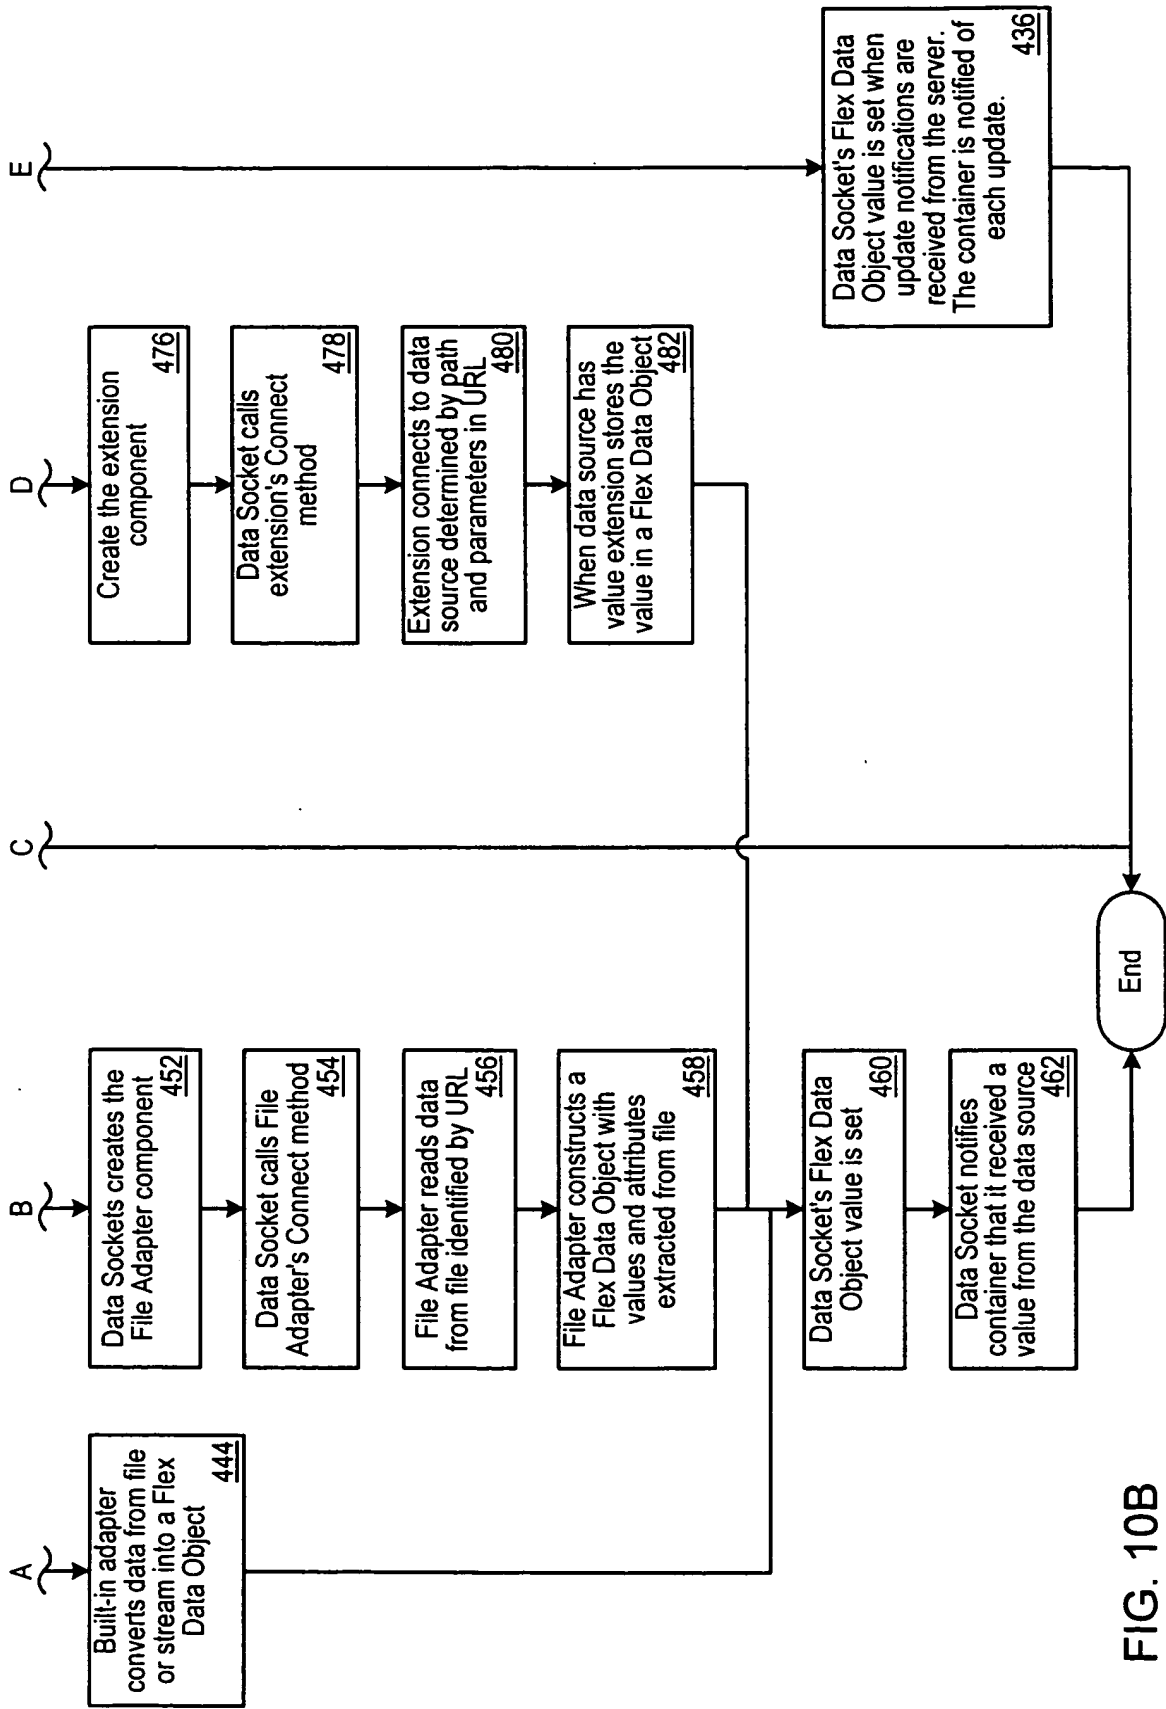 A
B
C
D
E
Built-in adapter
converts data from file
or stream into a Flex
Data Object
444
Data Sockets creates the
File Adapter component
452
Data Socket calls File
Adapter's Connect method
454
File Adapter reads data
from file identified by URL
456
File Adapter constructs a
Flex Data Object with
values and attributes
extracted from file
458
Data Socket's Flex Data
Object value is set
460
Data Socket notifies
container that it received a
value from the data source
462
Create the extension
component
476
Data Socket calls
extension's Connect
method
478
Extension connects to data
source determined by path
and parameters in URL
480
When data source has
value extension stores the
value in a Flex Data Object
482
Data Socket's Flex Data
Object value is set when
update notifications are
received from the server.
The container is notified of
each update.
436
End
FIG. 10B